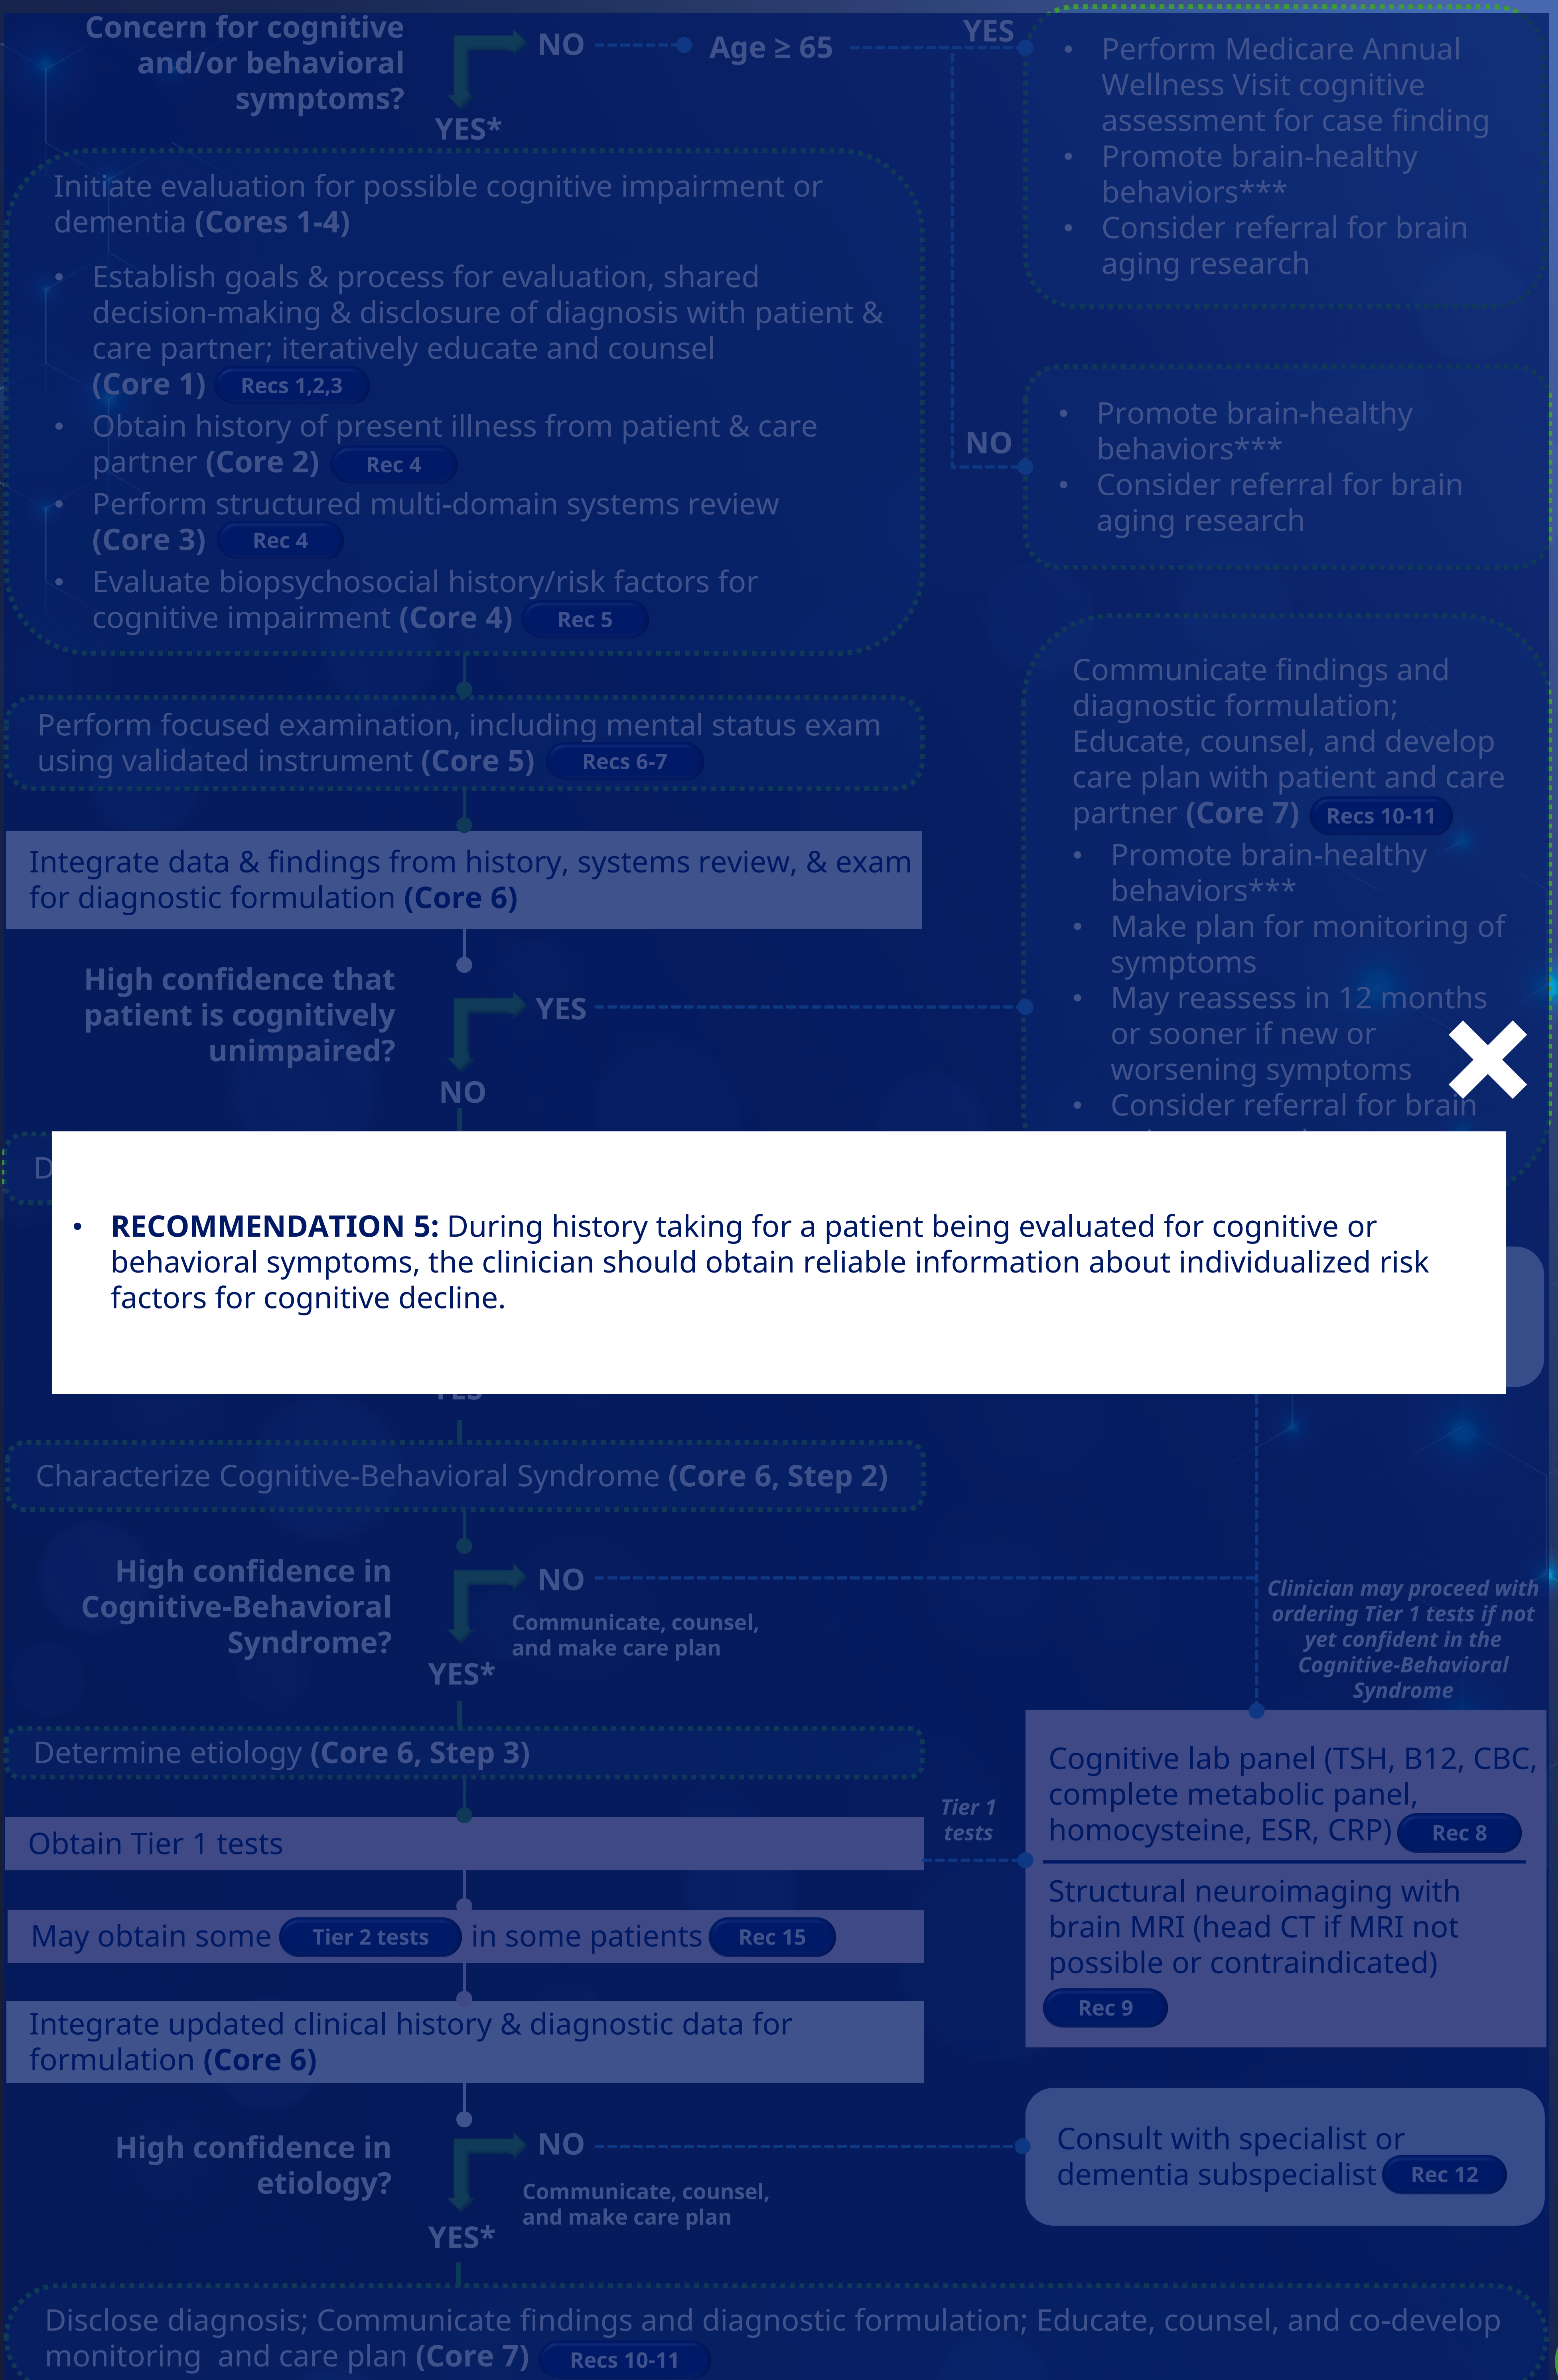 Concern for cognitive
and/or behavioral
symptoms?
NO
Age ≥ 65
YES
YES*
• Perform Medicare Annual
Wellness Visit cognitive
assessment for case finding
• Promote brain-healthy
behaviors***
• Consider referral for brain
aging research
Initiate evaluation for possible cognitive impairment or
dementia (Cores 1-4)
• Establish goals & process for evaluation, shared
decision-making & disclosure of diagnosis with patient &
care partner; iteratively educate and counsel
(Core 1) Recs 1,2,3
• Obtain history of present illness from patient & care
partner (Core 2) Rec 4
• Perform structured multi-domain systems review
(Core 3) Rec 4
• Evaluate biopsychosocial history/risk factors for
cognitive impairment (Core 4) Rec 5
NO
• Promote brain-healthy
behaviors***
• Consider referral for brain
aging research
Perform focused examination, including mental status exam
using validated instrument (Core 5) Recs 6-7
Communicate findings and
diagnostic formulation;
Educate, counsel, and develop
care plan with patient and care
partner (Core 7) Recs 10-11
• Promote brain-healthy
behaviors***
• Make plan for monitoring of
symptoms
• May reassess in 12 months
or sooner if new or
worsening symptoms
• Consider referral for brain
Integrate data & findings from history, systems review, & exam
for diagnostic formulation (Core 6)
High confidence that
patient is cognitively
unimpaired?
YES
NO
D
• RECOMMENDATION 5: During history taking for a patient being evaluated for cognitive or
behavioral symptoms, the clinician should obtain reliable information about individualized risk
factors for cognitive decline.
Characterize Cognitive-Behavioral Syndrome (Core 6, Step 2)
High confidence in
Cognitive-Behavioral
Syndrome?
NO
Communicate, counsel,
and make care plan
YES*
Clinician may proceed with
ordering Tier 1 tests if not
yet confident in the
Cognitive-Behavioral
Syndrome
Determine etiology (Core 6, Step 3)
Obtain Tier 1 tests
Tier 1
tests
Cognitive lab panel (TSH, B12, CBC,
complete metabolic panel,
homocysteine, ESR, CRP) Rec 8
Structural neuroimaging with
brain MRI (head CT if MRI not
possible or contraindicated)
Rec 9
May obtain some Tier 2 tests in some patients Rec 15
Integrate updated clinical history & diagnostic data for
formulation (Core 6)
High confidence in
etiology?
NO
Communicate, counsel,
and make care plan
YES*
Consult with specialist or
dementia subspecialist Rec 12
Disclose diagnosis; Communicate findings and diagnostic formulation; Educate, counsel, and co-develop
monitoring and care plan (Core 7) Recs 10-11